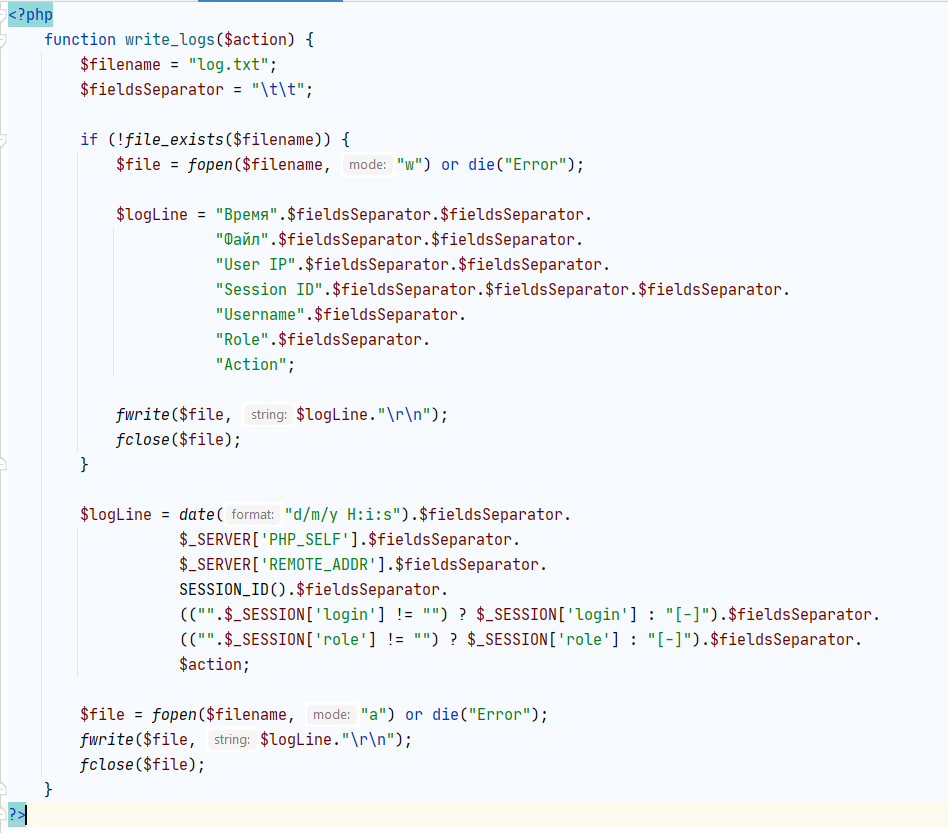 <?php
function write_logs($action) {
$filename = "log.txt";
$fieldsSeparator = "\t\t";
if (!file_exists($filename)) {
$file = fopen($filename, mode: "w") or die("Error");
$logLine = "Время".$fieldsSeparator.$fieldsSeparator.
"Файл".$fieldsSeparator.$fieldsSeparator.
"User IP".$fieldsSeparator.$fieldsSeparator.
"Session ID".$fieldsSeparator.$fieldsSeparator.$fieldsSeparator.
"Username".$fieldsSeparator.
"Role".$fieldsSeparator.
"Action";
fwrite($file, string: $logLine."\r\n");
fclose($file);
}
$logLine = date( format: "d/m/y H:i:s").$fieldsSeparator.
$_SERVER['PHP_SELF'].$fieldsSeparator.
$_SERVER['REMOTE_ADDR'].$fieldsSeparator.
SESSION_ID().$fieldsSeparator.
(("".$_SESSION['login'] != "") ? $_SESSION['login'] : "[-]").$fieldsSeparator.
(("".$_SESSION['role'] != "") ? $_SESSION['role'] : "[-]").$fieldsSeparator.
$action;
$file = fopen($filename, mode: "a") or die("Error");
fwrite($file, string: $logLine."\r\n");
fclose($file);
}
?>